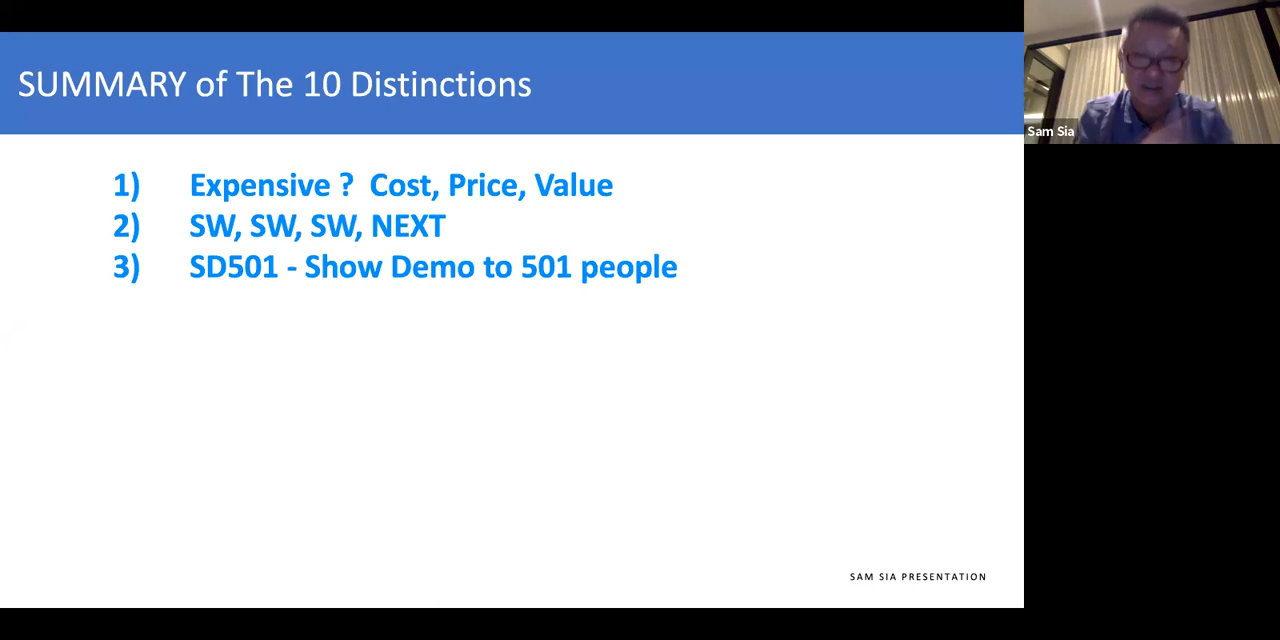 SUMMARY of The 10 Distinctions
Sam Sia
1) Expensive ? Cost, Price, Value
2) SW, SW, SW, NEXT
3) SD501 - Show Demo to 501 people
SAM SIA PRESENTATION